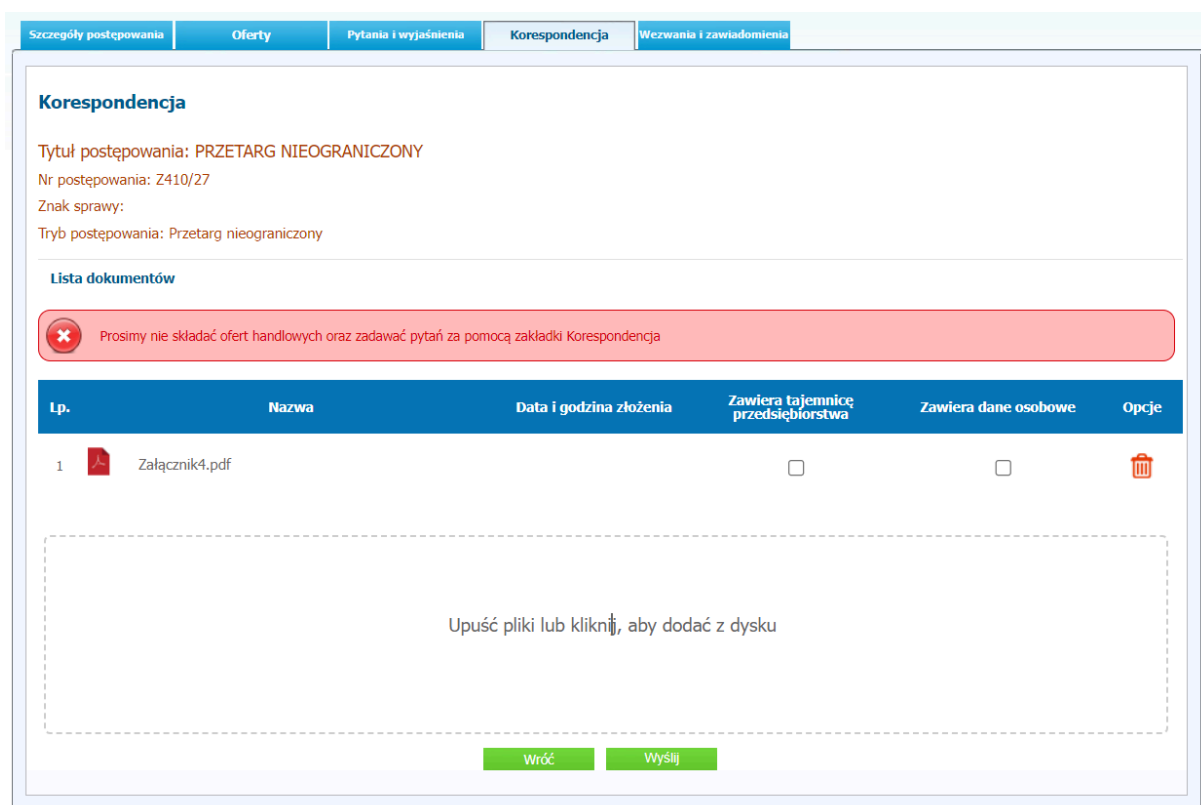 Szczegóły postępowania Oferty Pytania i wyjaśnienia Korespondencja Wezwania i zawiadomienia
Korespondencja
Tytuł postępowania: PRZETARG NIEOGRANICZONY
Nr postępowania: Z410/27
Znak sprawy:
Tryb postępowania: Przetarg nieograniczony
Lista dokumentów
Prosimy nie składać ofert handlowych oraz zadawać pytań za pomocą zakładki Korespondencja
Lp. Nazwa Data i godzina złożenia Zawiera tajemnicę przedsiębiorstwa Zawiera dane osobowe Opcje
1 Załącznik4.pdf
Upuść pliki lub kliknij, aby dodać z dysku
Wróć Wyślij